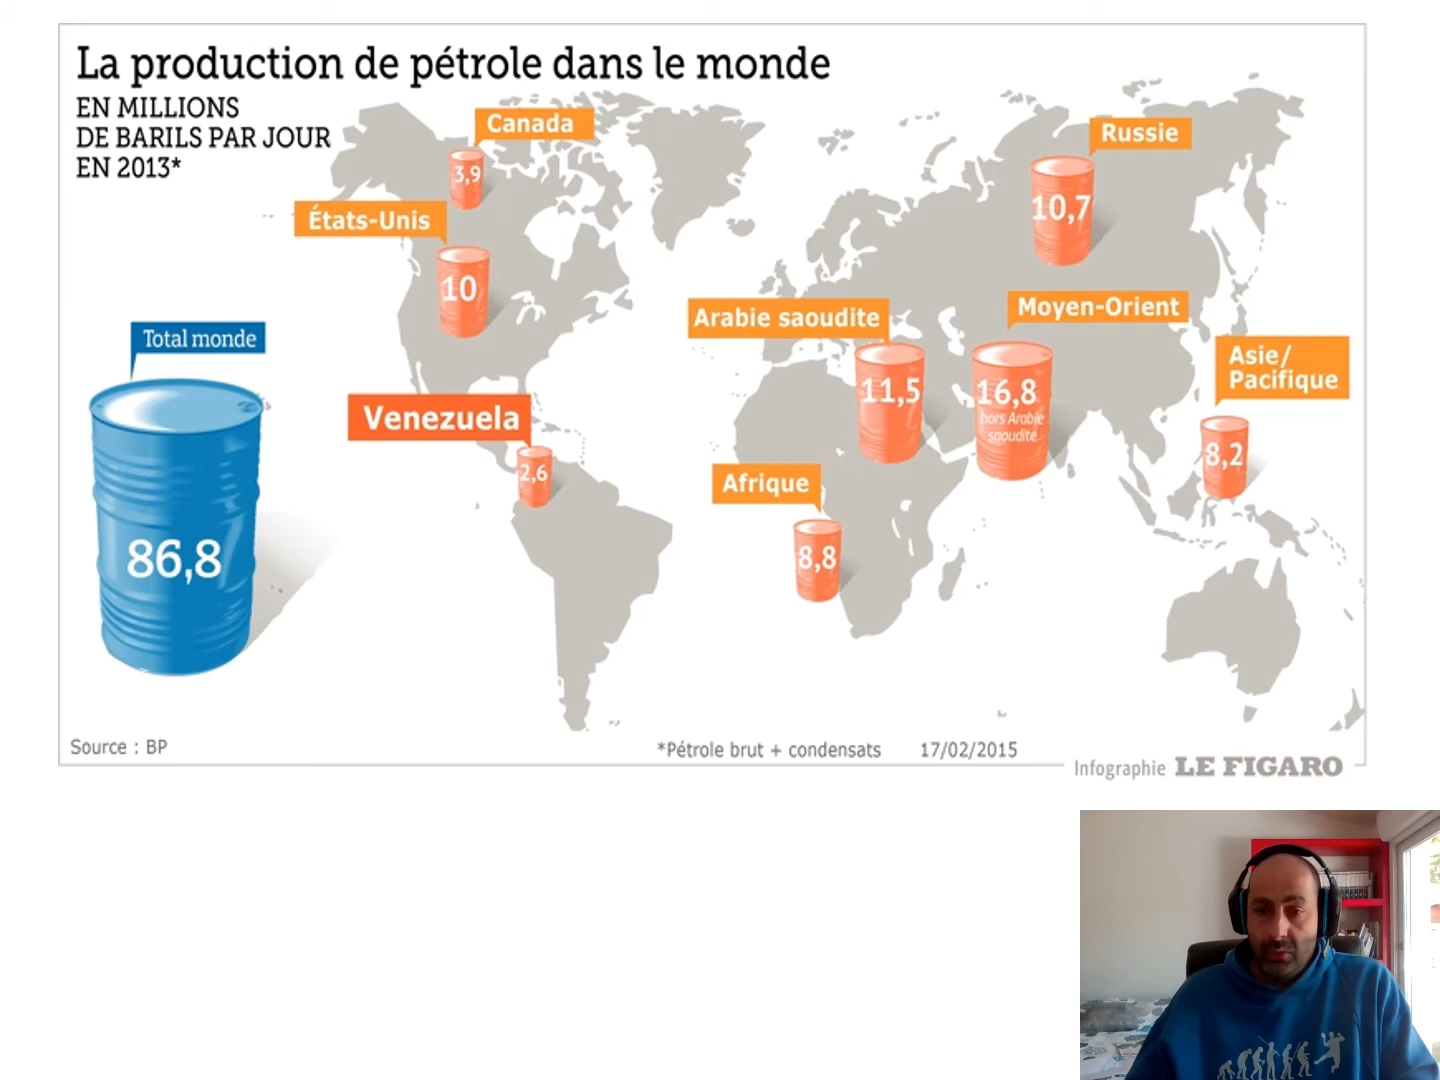 La production de pétrole dans le monde
EN MILLIONS
DE BARILS PAR JOUR
EN 2013*
Canada
3,9
Russie
10,7
États-Unis
10
Arabie saoudite
11,5
Moyen-Orient
16,8
hors Arabie
saoudite
Asie/
Pacifique
8,2
Total monde
86,8
Venezuela
2,6
Afrique
8,8
Source : BP
*Pétrole brut + condensats
17/02/2015
Infographie LE FIGARO